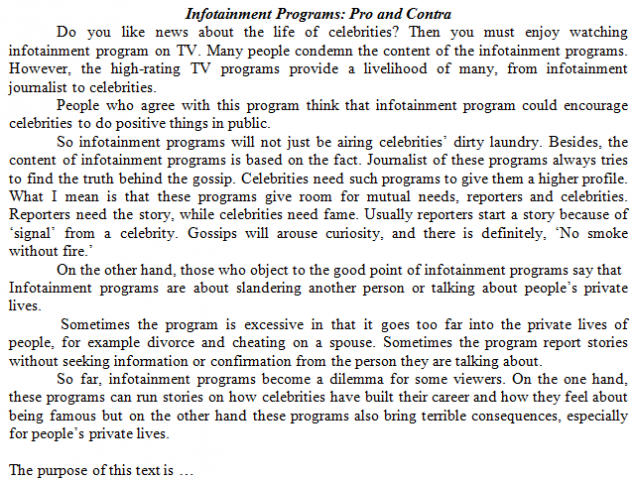 Infotainment Programs: Pro and Contra
Do you like news about the life of celebrities? Then you must enjoy watching
infotainment program on TV. Many people condemn the content of the infotainment programs.
However, the high-rating TV programs provide a livelihood of many, from infotainment
journalist to celebrities.
People who agree with this program think that infotainment program could encourage
celebrities to do positive things in public.
So infotainment programs will not just be airing celebrities’ dirty laundry. Besides, the
content of infotainment programs is based on the fact. Journalist of these programs always tries
to find the truth behind the gossip. Celebrities need such programs to give them a higher profile.
What I mean is that these programs give room for mutual needs, reporters and celebrities.
Reporters need the story, while celebrities need fame. Usually reporters start a story because of
‘signal’ from a celebrity. Gossips will arouse curiosity, and there is definitely, ‘No smoke
without fire.’
On the other hand, those who object to the good point of infotainment programs say that
Infotainment programs are about slandering another person or talking about people’s private
lives.
Sometimes the program is excessive in that it goes too far into the private lives of
people, for example divorce and cheating on a spouse. Sometimes the program report stories
without seeking information or confirmation from the person they are talking about.
So far, infotainment programs become a dilemma for some viewers. On the one hand,
these programs can run stories on how celebrities have built their career and how they feel about
being famous but on the other hand these programs also bring terrible consequences, especially
for people’s private lives.
The purpose of this text is …